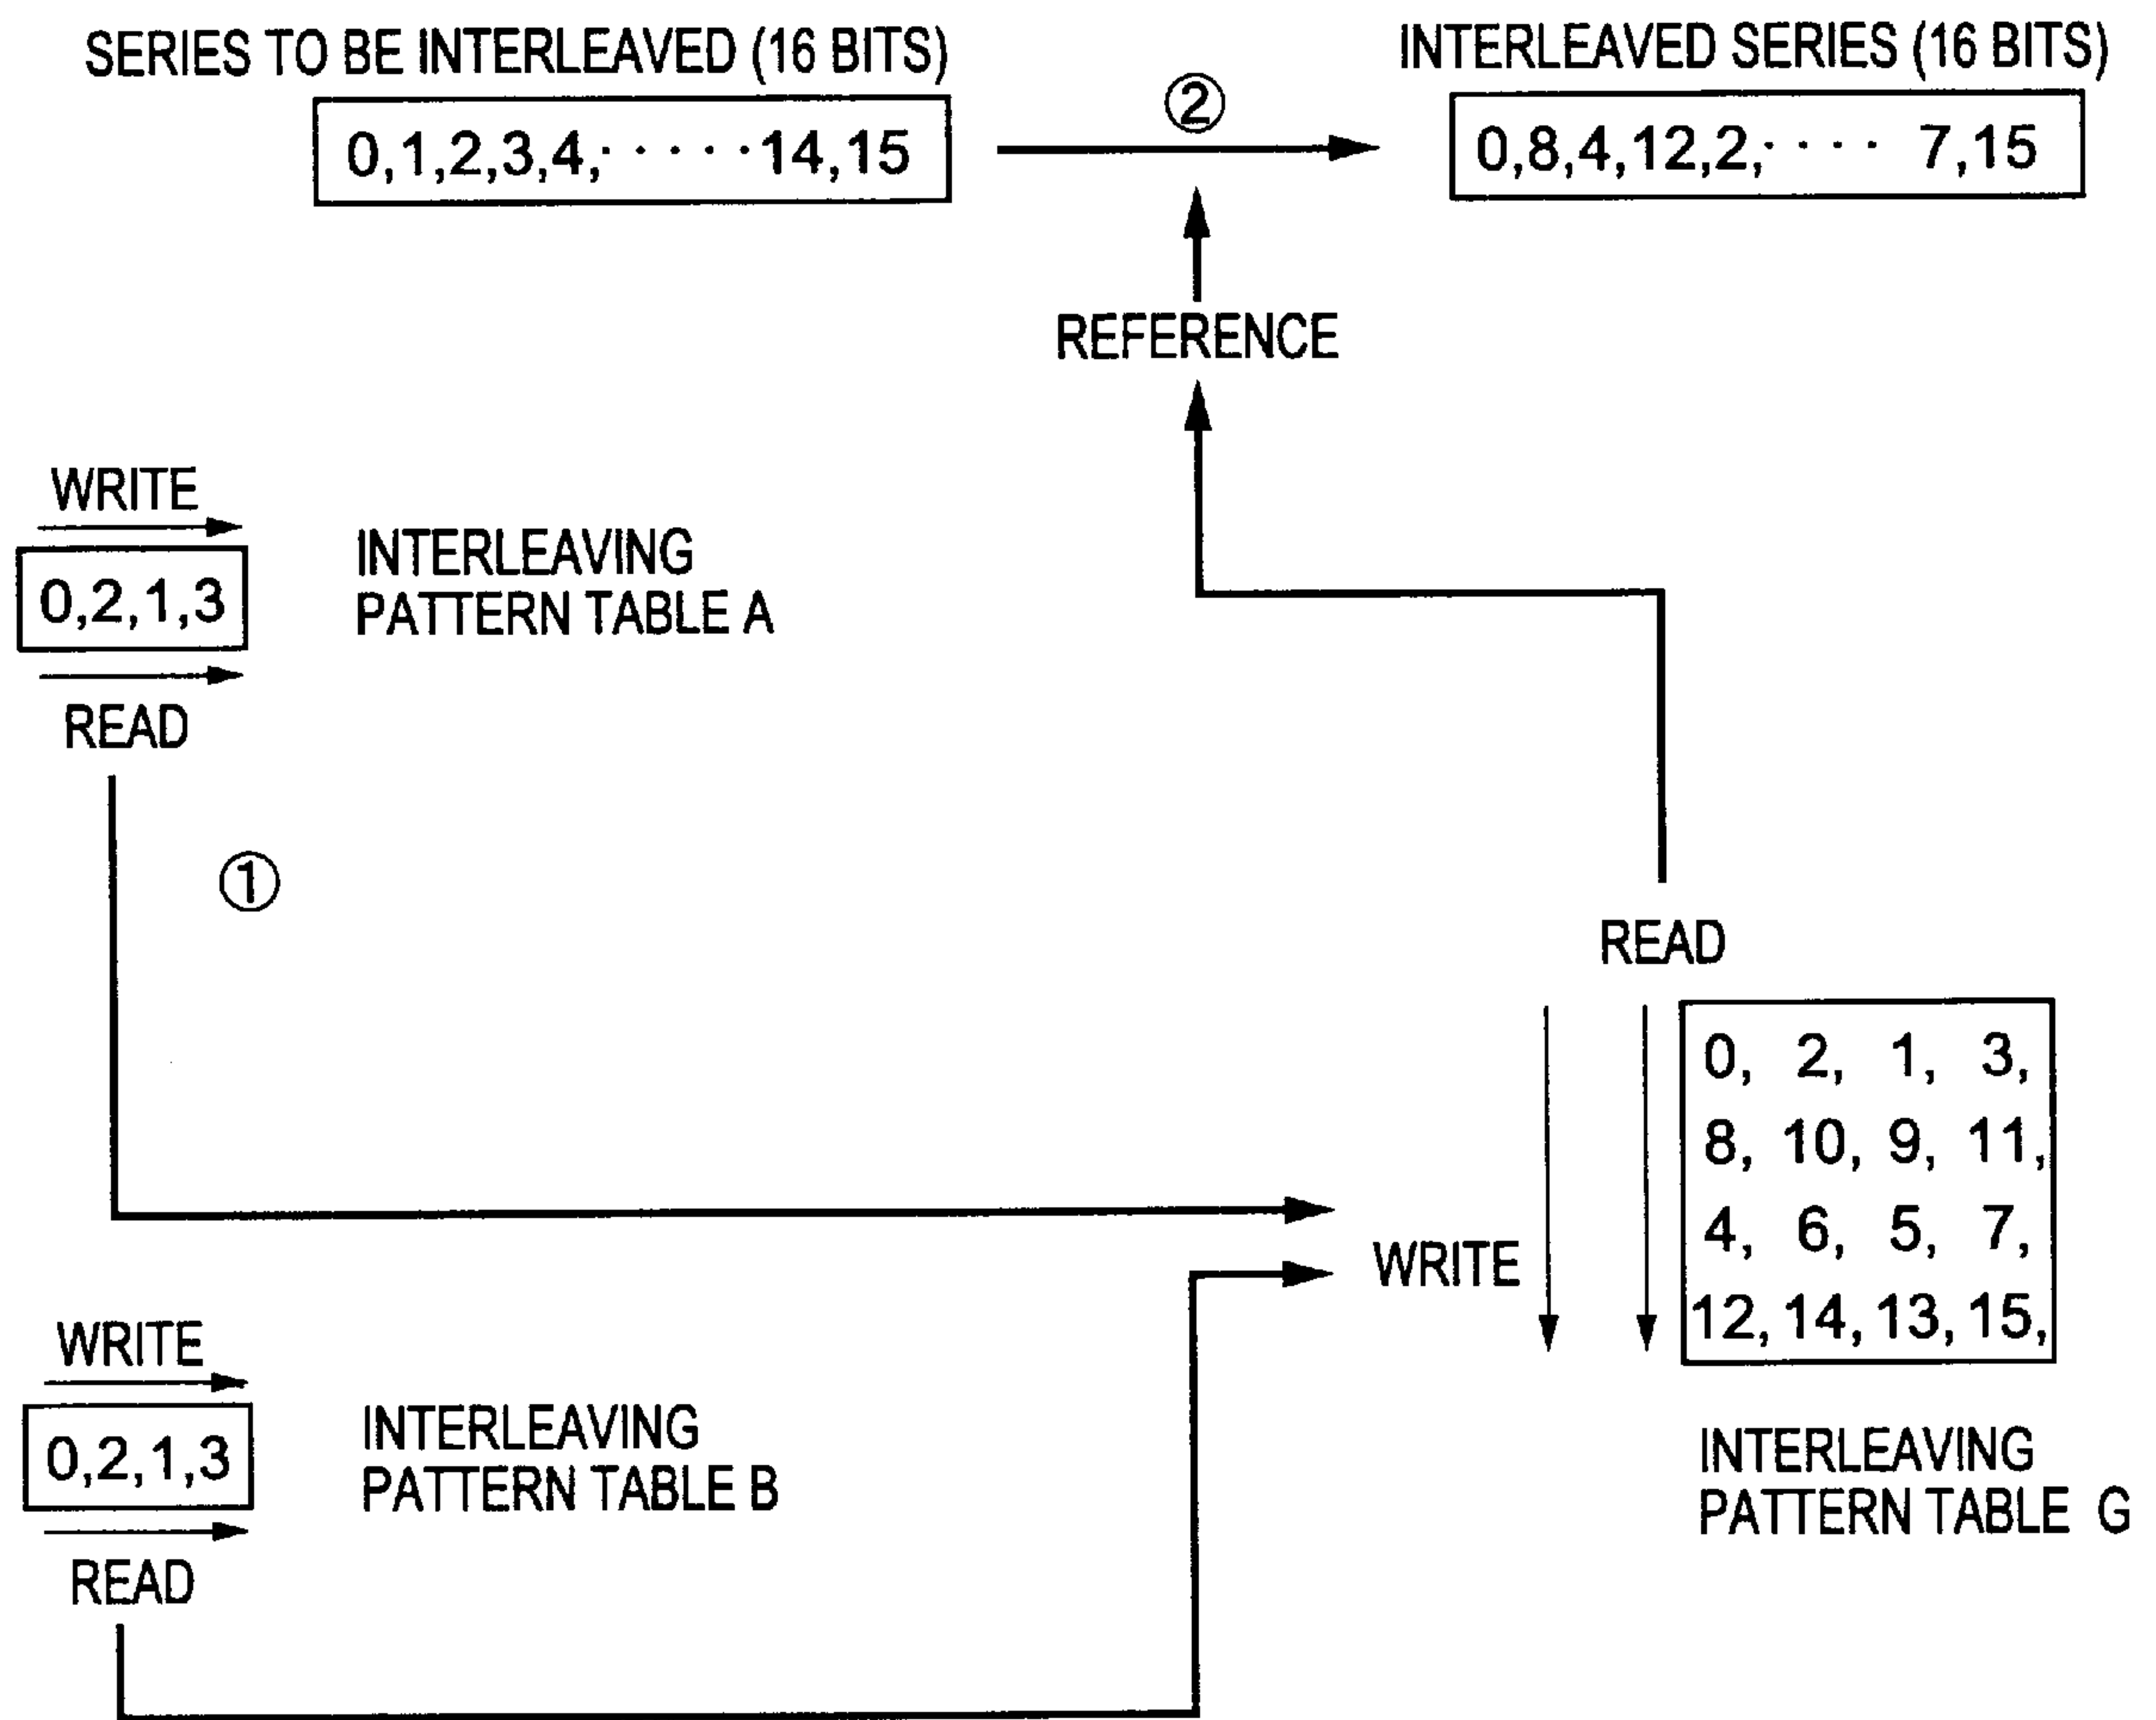 SERIES TO BE INTERLEAVED (16 BITS)
0,1,2,3,4,·····14,15
②
INTERLEAVED SERIES (16 BITS)
0,8,4,12,2,···· 7,15
REFERENCE
WRITE
0,2,1,3
READ
INTERLEAVING
PATTERN TABLE A
①
READ
WRITE
0, 2, 1, 3,
8, 10, 9, 11,
4, 6, 5, 7,
12, 14, 13, 15,
INTERLEAVING
PATTERN TABLE G
WRITE
0,2,1,3
READ
INTERLEAVING
PATTERN TABLE B